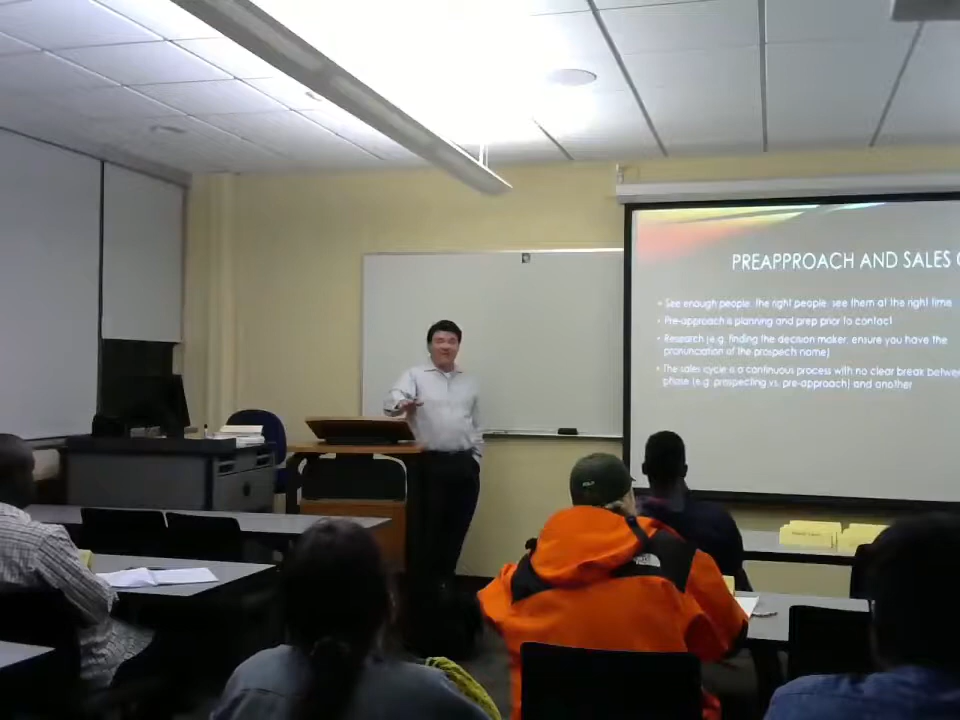 PREAPPROACH AND SALES
• See enough people, the right people, see them at the right time
• Pre-approach is planning and prep prior to contact
• Research (e.g. finding the decision maker, ensure you have the
pronunciation of the prospect name)
• The sales cycle is a continuous process with no clear break betwe
phase (e.g. prospecting vs. pre-approach) and another